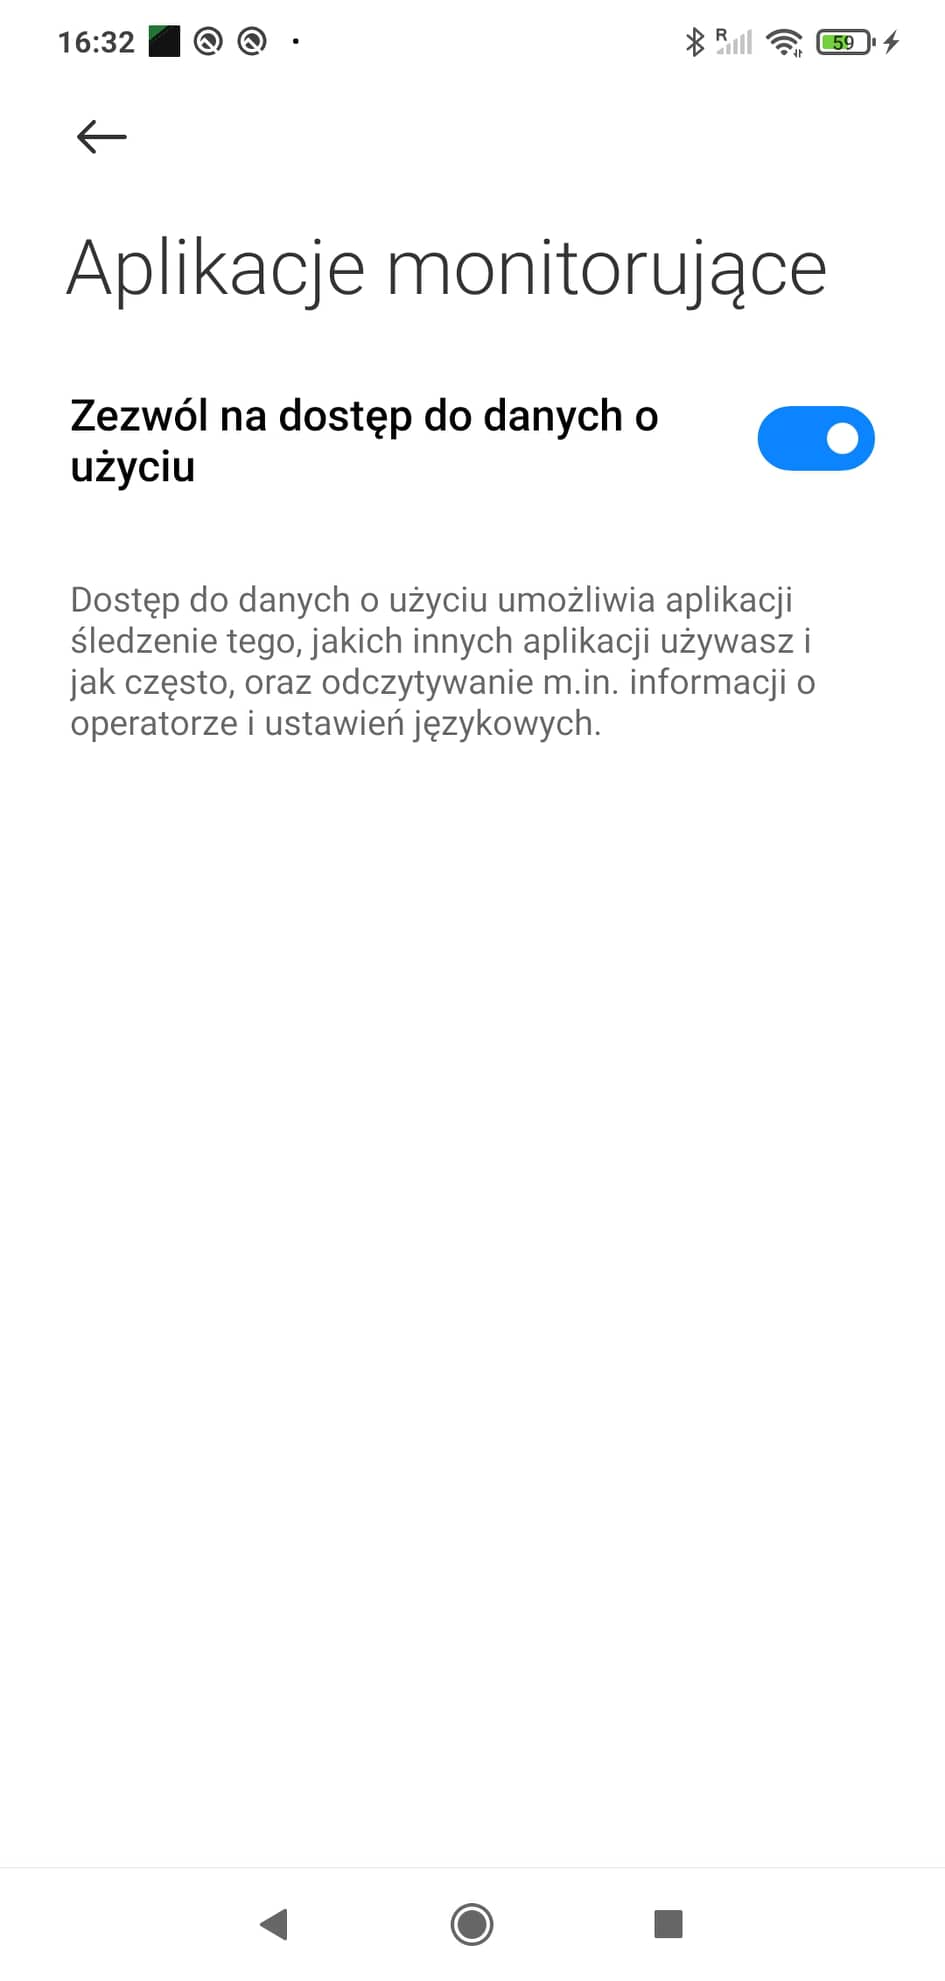 16:32
R
59
Aplikacje monitorujące
Zezwól na dostęp do danych o
użyciu
Dostęp do danych o użyciu umożliwia aplikacji
śledzenie tego, jakich innych aplikacji używasz i
jak często, oraz odczytywanie m.in. informacji o
operatorze i ustawień językowych.